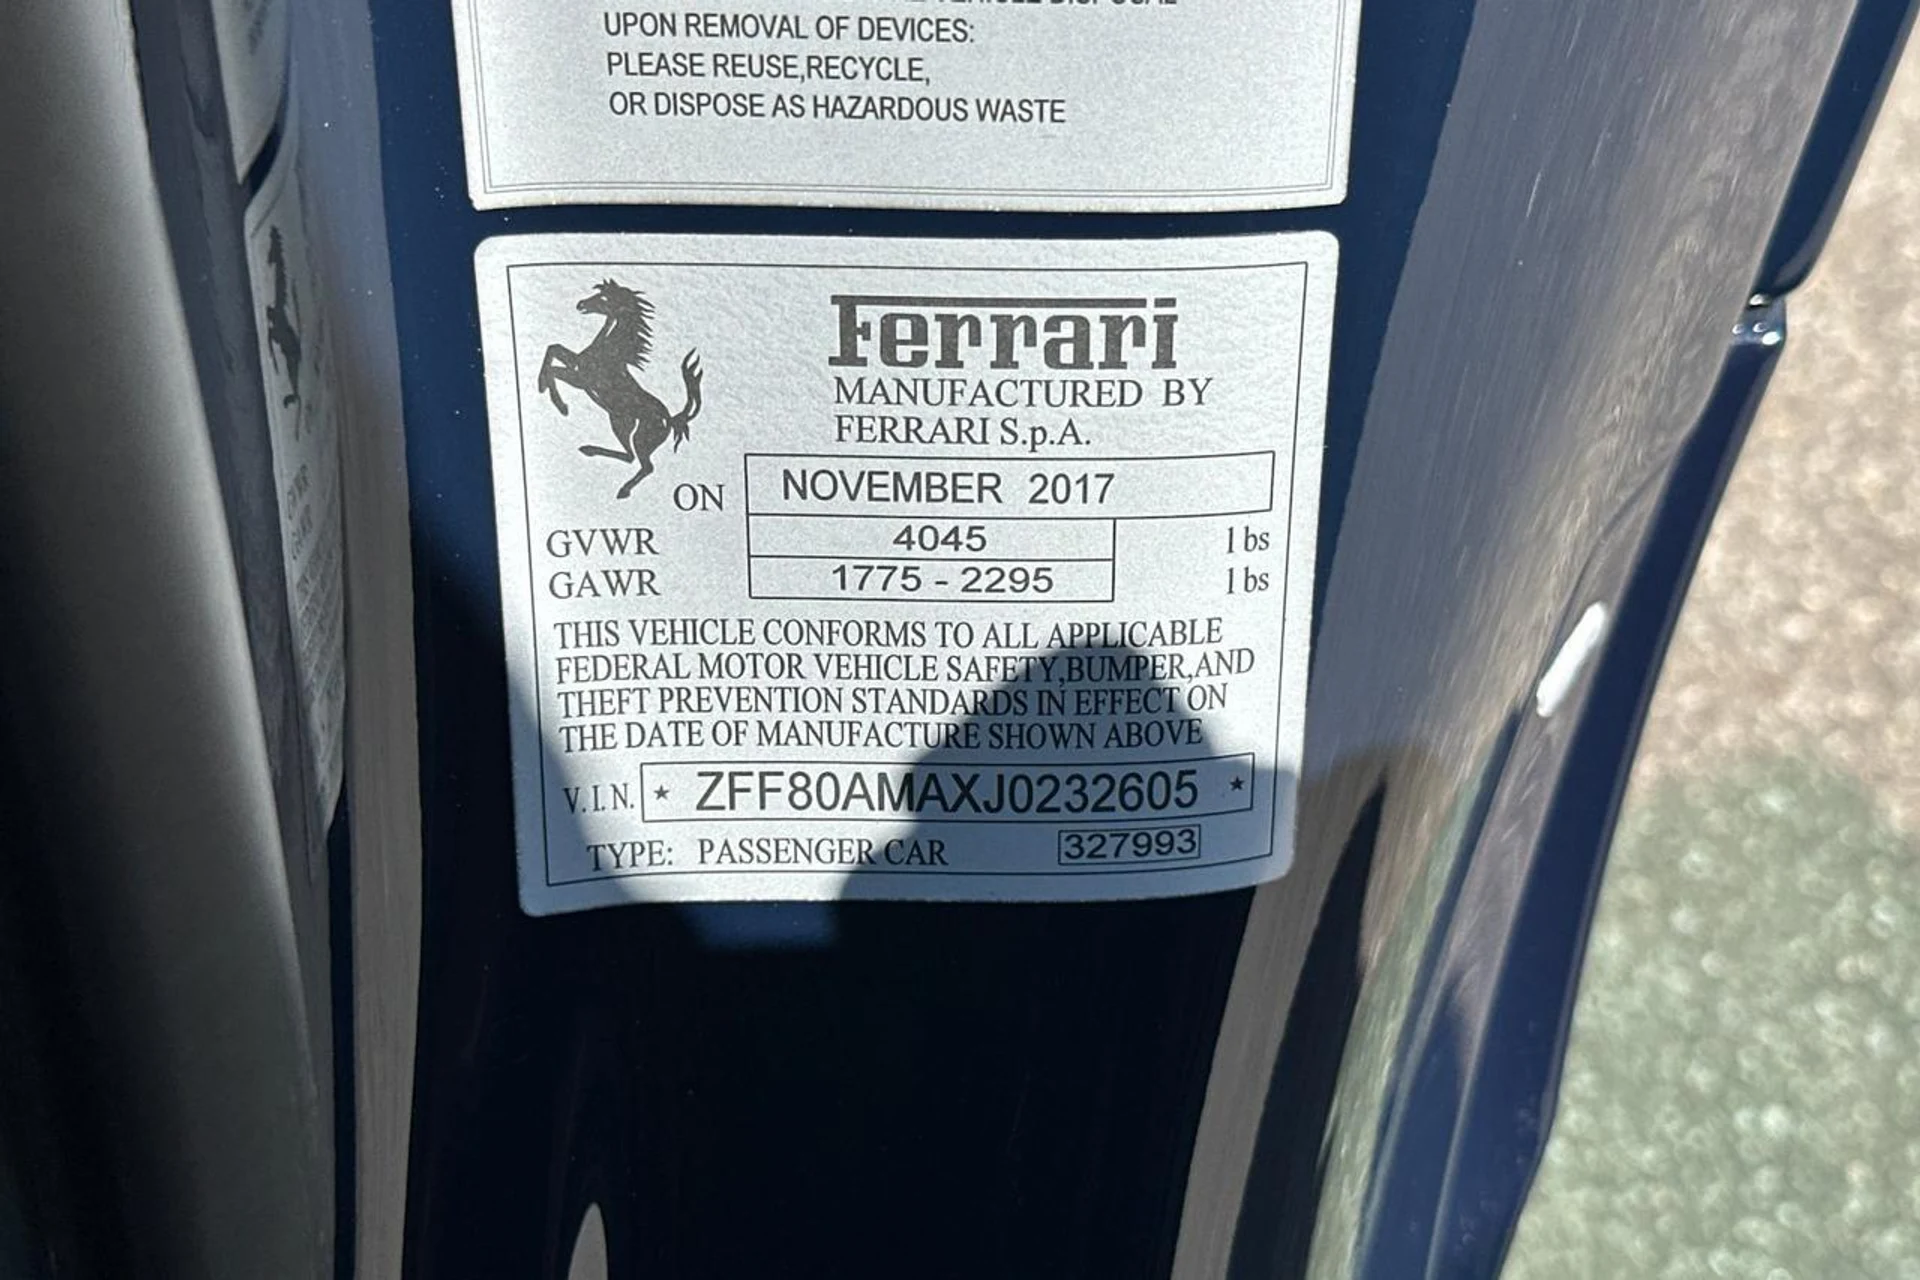 UPON REMOVAL OF DEVICES:
PLEASE REUSE,RECYCLE,
OR DISPOSE AS HAZARDOUS WASTE
Ferrari
MANUFACTURED BY
FERRARI S.p.A.
ON NOVEMBER 2017
GVWR 4045 lbs
GAWR 1775 - 2295 lbs
THIS VEHICLE CONFORMS TO ALL APPLICABLE
FEDERAL MOTOR VEHICLE SAFETY,BUMPER,AND
THEFT PREVENTION STANDARDS IN EFFECT ON
THE DATE OF MANUFACTURE SHOWN ABOVE
V.I.N. * ZFF80AMAXJ0232605 *
TYPE: PASSENGER CAR 327993